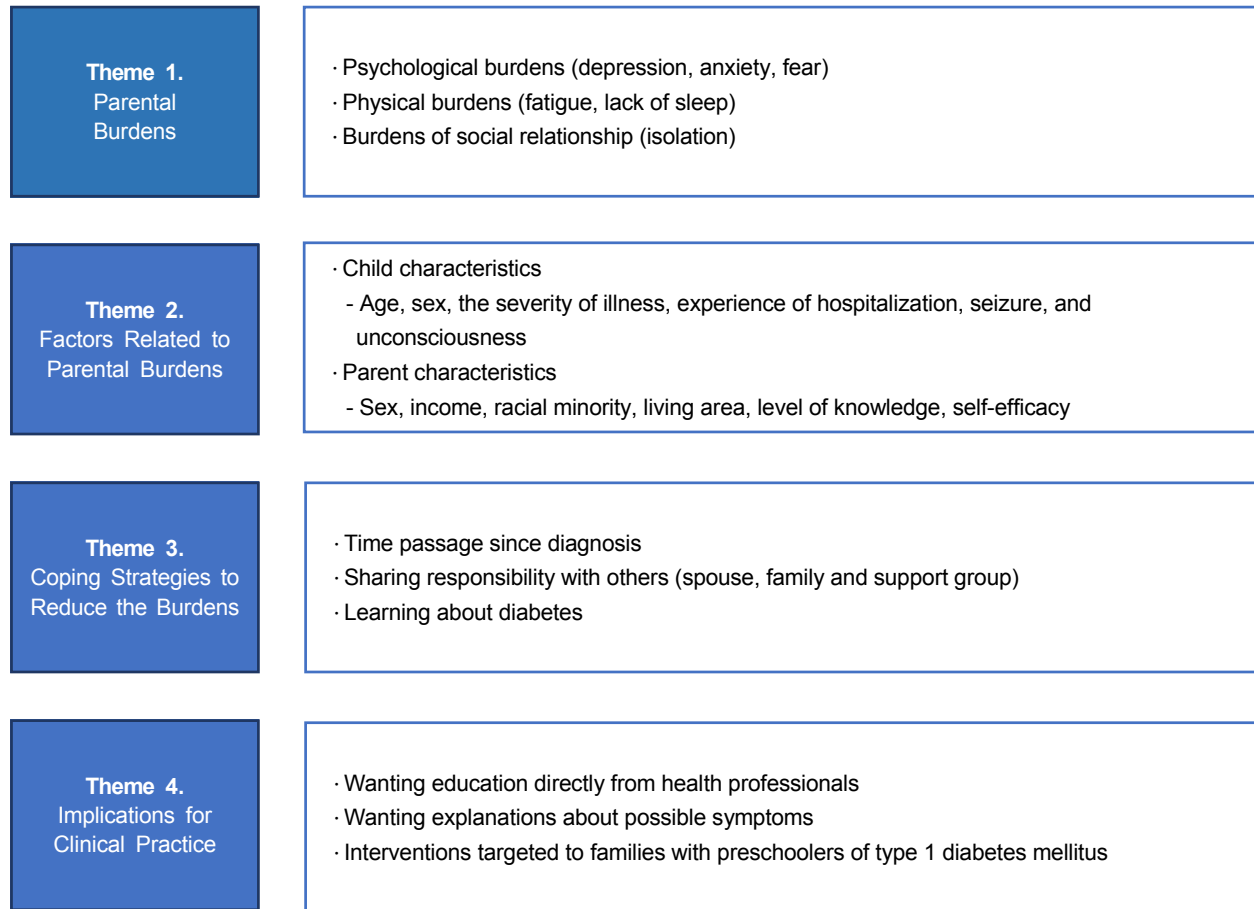 Theme 1.
Parental
Burdens
· Psychological burdens (depression, anxiety, fear)
· Physical burdens (fatigue, lack of sleep)
· Burdens of social relationship (isolation)
Theme 2.
Factors Related to
Parental Burdens
· Child characteristics
- Age, sex, the severity of illness, experience of hospitalization, seizure, and
unconsciousness
· Parent characteristics
- Sex, income, racial minority, living area, level of knowledge, self-efficacy
Theme 3.
Coping Strategies to
Reduce the Burdens
· Time passage since diagnosis
· Sharing responsibility with others (spouse, family and support group)
· Learning about diabetes
Theme 4.
Implications for
Clinical Practice
· Wanting education directly from health professionals
· Wanting explanations about possible symptoms
· Interventions targeted to families with preschoolers of type 1 diabetes mellitus